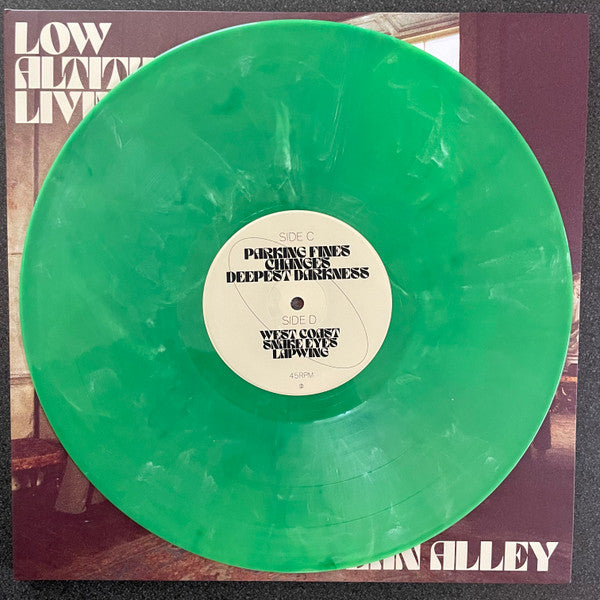 LOW
SIDE C
PARKING FINES
CHANGES
DEEPEST DARKNESS
SIDE D
WEST COAST
SNAKE EYES
LAPWING
45RPM
ALLEY